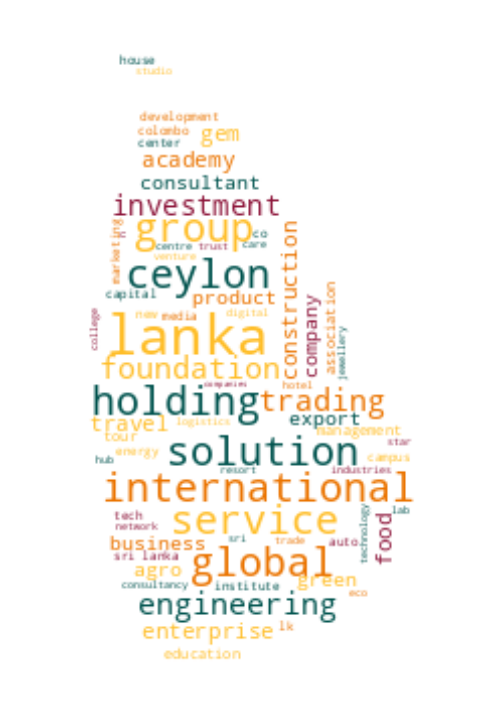 house
studio
development
colombo
gem
center
academy
consultant
investment
marketing
group
co
centre trust care
venture
ceylon
construction
capital
product
company
association
college
new media digital
lanka
jewellery
foundation
companies
hotel
holding
trading
travel
logistics
export
management
tour
solution
star
energy
campus
hub
resort
industries
international
tech
network
service
technology
lab
food
business
sri
trade
auto
sri lanka
global
agro
green
consultancy
institute
eco
engineering
enterprise
lk
education